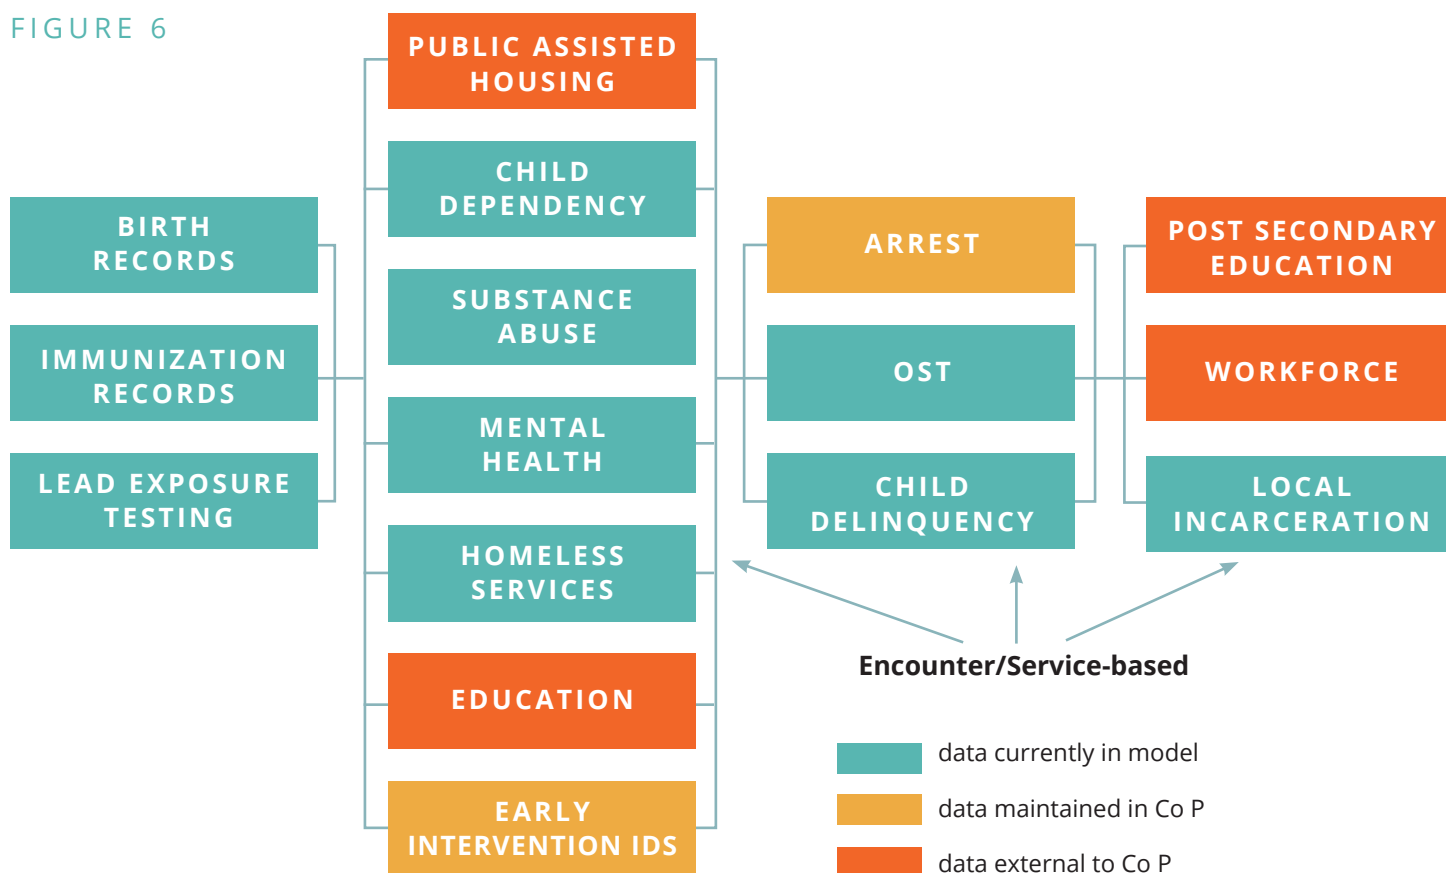 FIGURE 6
BIRTH
RECORDS
IMMUNIZATION
RECORDS
LEAD EXPOSURE
TESTING
PUBLIC ASSISTED
HOUSING
CHILD
DEPENDENCY
SUBSTANCE
ABUSE
MENTAL
HEALTH
HOMELESS
SERVICES
EDUCATION
EARLY
INTERVENTION IDS
ARREST
OST
CHILD
DELINQUENCY
POST SECONDARY
EDUCATION
WORKFORCE
LOCAL
INCARCERATION
Encounter/Service-based
data currently in model
data maintained in Co P
data external to Co P